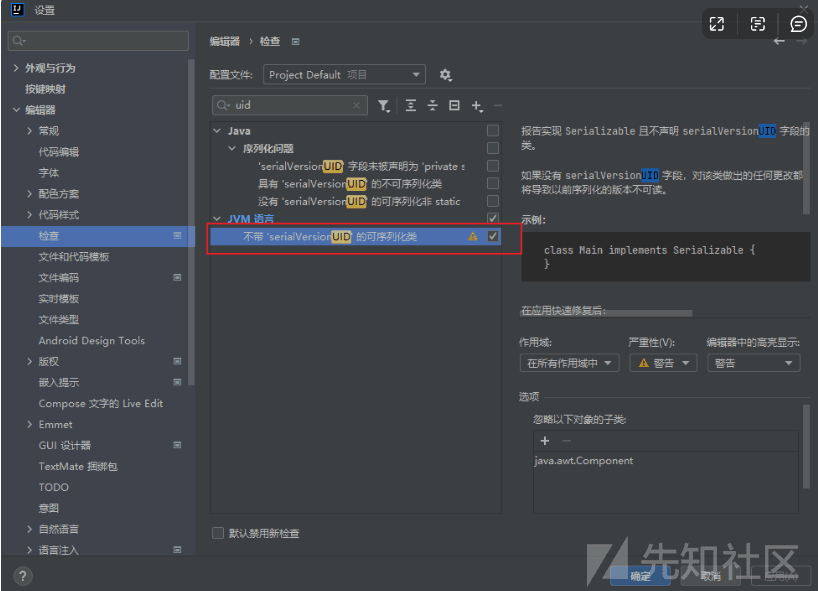 设置
编辑器 › 检查
外观与行为
按键映射
编辑器
常规
代码编辑
字体
配色方案
代码样式
检查
文件和代码模板
文件编码
实时模板
文件类型
Android Design Tools
版权
嵌入提示
Compose 文字的 Live Edit
Emmet
GUI 设计器
TextMate 捆绑包
TODO
意图
自然语言
语言注入
配置文件: Project Default 项目
uid
Java
序列化问题
'serialVersionUID' 字段未被声明为 'private s
具有 'serialVersionUID' 的不可序列化类
没有 'serialVersionUID' 的可序列化非 static
JVM 语言
不带 'serialVersionUID' 的可序列化类
默认禁用新检查
报告实现 Serializable 且不声明 serialVersionUID 字段的
类。
如果没有 serialVersionUID 字段，对该类做出的任何更改都
将导致以前序列化的版本不可读。
示例:
class Main implements Serializable {
}
在应用快速修复后:
作用域: 严重性(V): 编辑器中的高亮显示:
在所有作用域中 警告 警告
选项
忽略以下对象的子类:
java.awt.Component
确定 取消 应用(A)
先知社区